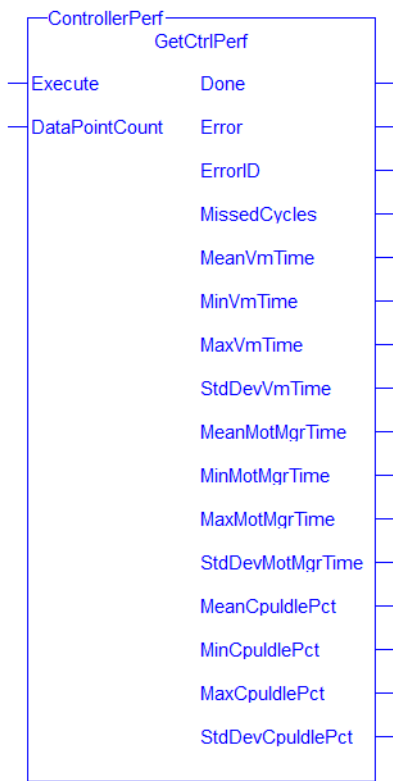 ControllerPerf
GetCtrlPerf
Execute Done
DataPointCount Error
ErrorID
MissedCycles
MeanVmTime
MinVmTime
MaxVmTime
StdDevVmTime
MeanMotMgrTime
MinMotMgrTime
MaxMotMgrTime
StdDevMotMgrTime
MeanCpuIdlePct
MinCpuIdlePct
MaxCpuIdlePct
StdDevCpuIdlePct